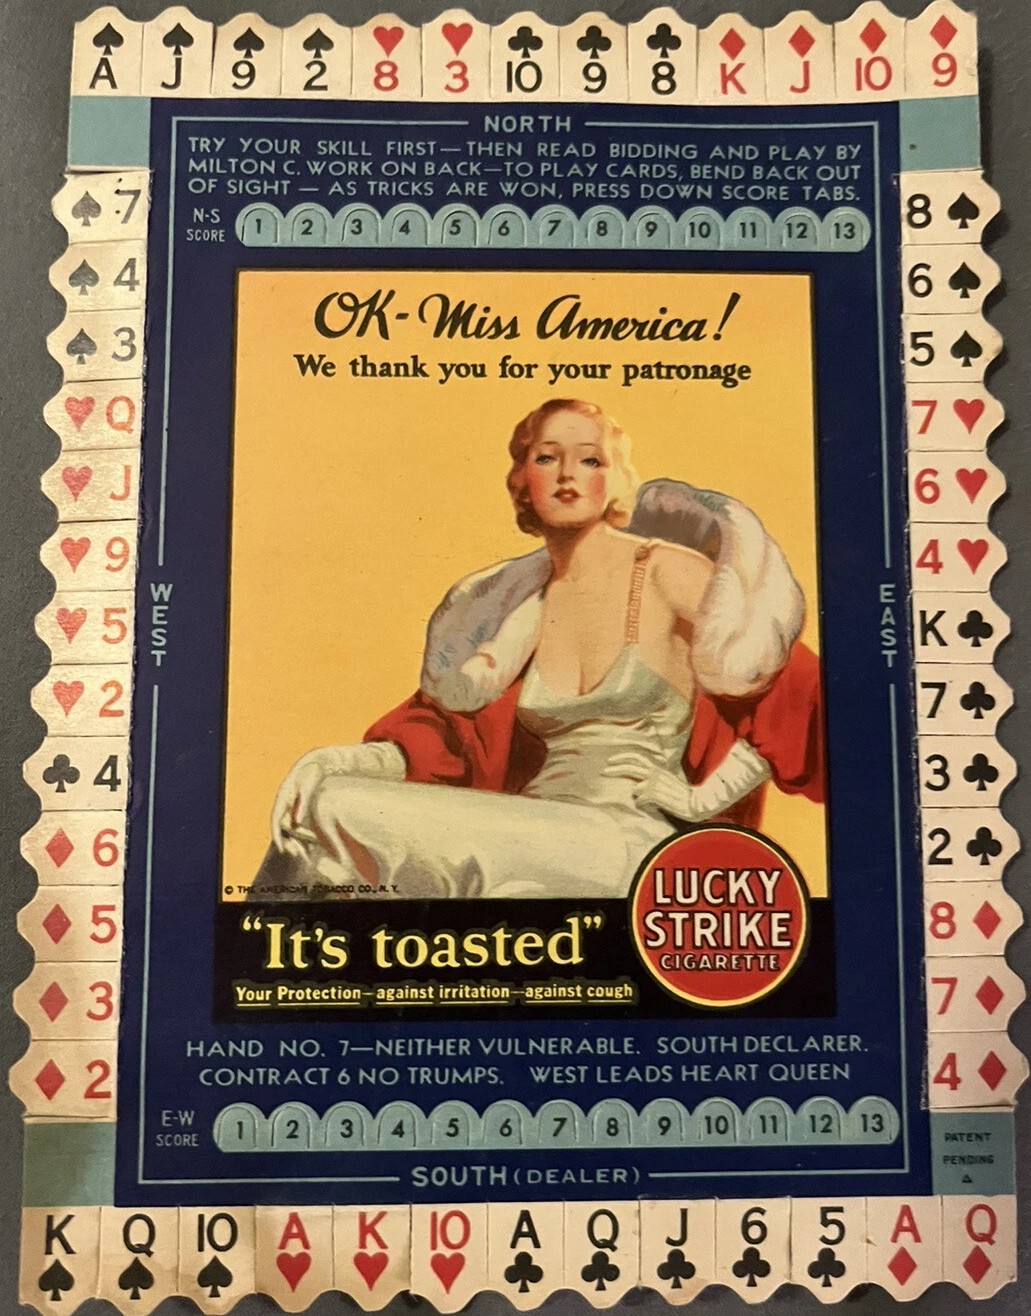 A J 9 2 8 3 10 9 8 K J 10 9
NORTH
TRY YOUR SKILL FIRST—THEN READ BIDDING AND PLAY BY
MILTON C. WORK ON BACK—TO PLAY CARDS, BEND BACK OUT
OF SIGHT — AS TRICKS ARE WON, PRESS DOWN SCORE TABS.
N-S
SCORE
1 2 3 4 5 6 7 8 9 10 11 12 13
7
4
3
Q
J
9
5
2
4
6
5
3
2
WEST
OK- Miss America!
We thank you for your patronage
© THE AMERICAN TOBACCO CO., N. Y.
LUCKY
STRIKE
CIGARETTE
"It's toasted"
Your Protection—against irritation—against cough
EAST
8
6
5
7
6
4
K
7
3
2
8
7
4
HAND NO. 7—NEITHER VULNERABLE. SOUTH DECLARER.
CONTRACT 6 NO TRUMPS. WEST LEADS HEART QUEEN
E-W
SCORE
1 2 3 4 5 6 7 8 9 10 11 12 13
SOUTH (DEALER)
PATENT
PENDING
K Q 10 A K 10 A Q J 6 5 A Q